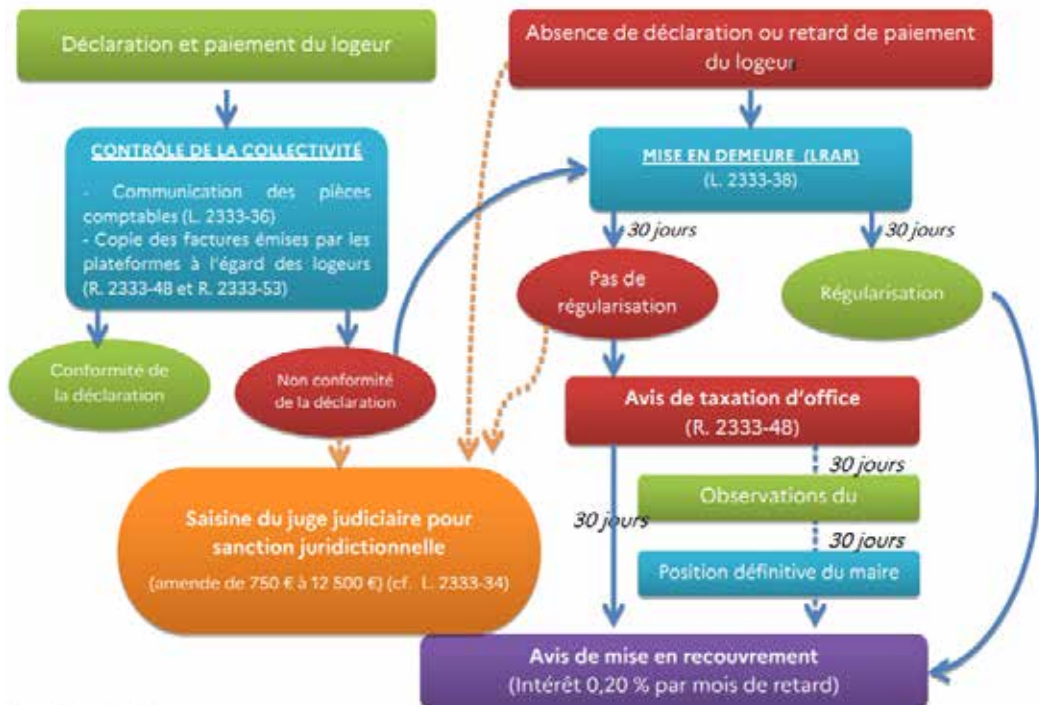 Déclaration et paiement du logeur
Absence de déclaration ou retard de paiement
du logeur
CONTRÔLE DE LA COLLECTIVITÉ
- Communication des pièces
comptables (L. 2333-36)
- Copie des factures émises par les
plateformes à l'égard des logeurs
(R. 2333-48 et R. 2333-53)
MISE EN DEMEURE (LRAR)
(L. 2333-38)
30 jours
30 jours
Pas de
régularisation
Régularisation
Conformité de
la déclaration
Non conformité
de la déclaration
Avis de taxation d'office
(R. 2333-48)
30 jours
Observations du
30 jours
30 jours
Position définitive du maire
Saisine du juge judiciaire pour
sanction juridictionnelle
(amende de 750 € à 12 500 €) (cf. L. 2333-34)
Avis de mise en recouvrement
(Intérêt 0,20 % par mois de retard)